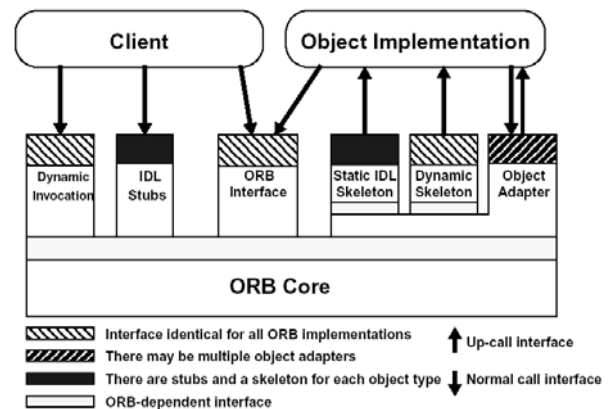 Client
Object Implementation
Dynamic
Invocation
IDL
Stubs
ORB
Interface
Static IDL
Skeleton
Dynamic
Skeleton
Object
Adapter
ORB Core
Interface identical for all ORB implementations
There may be multiple object adapters
There are stubs and a skeleton for each object type
ORB-dependent interface
Up-call interface
Normal call interface